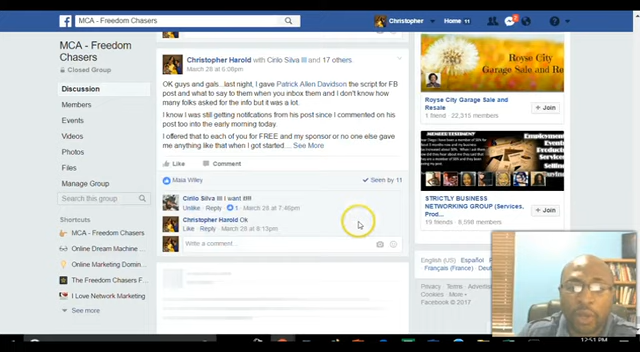 MCA - Freedom Chaser
Christopher
Home 11
MCA - Freedom
Chasers
Closed Group
Discussion
Members
Events
Videos
Photos
Files
Manage Group
Search this group
Shortcuts
MCA - Freedom Chasers
Online Dream Machine ...
Online Marketing Domin...
The Freedom Chasers F...
I Love Network Marketing
See more
Christopher Harold with Cirilo Silva III and 17 others.
March 28 at 6:06pm
OK guys and gals...last night, I gave Patrick Allen Davidson the script for FB
post and what to say to them when you inbox them and I don't know how
many folks asked for the info but it was a lot.
I know I was still getting notifications from his post since I commented on his
post too into the early morning today.
I offered that to each of you for FREE and my sponsor or no one else gave
me anything like that when I got started ... See More
Like Comment
Maia Wiley
Seen by 11
Cirilo Silva III I want it!!!
Unlike · Reply · 1 · March 28 at 7:46pm
Christopher Harold Ok
Like · Reply · March 28 at 8:13pm
Write a comment...
Royse City
Garage Sale and Re
Royse City Garage Sale and
Resale
1 friend · 22,315 members
+ Join
STRICTLY BUSINESS
NETWORKING GROUP (Services,
Prod...
19 friends · 8,598 members
+ Join
English (US) · Español
Français (France) · Deu
Privacy · Terms
Cookies · More
Facebook © 2017
12:51 PM